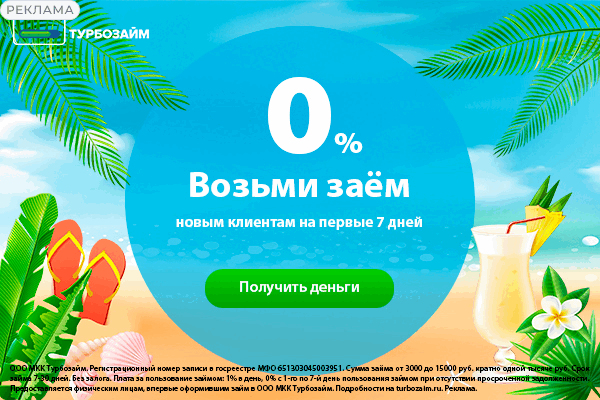 РЕКЛАМА
ТУРБОЗАЙМ
0%
Возьми заём
новым клиентам на первые 7 дней
Получить деньги
ООО МКК Турбозайм. Регистрационный номер записи в госреестре МФО 651303045003951. Сумма займа от 3000 до 15000 руб. кратно одной тысяче руб. Срок
займа 7-30 дней. без залога. Плата за пользование займом: 1% в день, 0% с 1-го по 7-й день пользования займом при отсутствии просроченной задолженности.
Предоставляется физическим лицам, впервые оформившим займ в ООО МКК Турбозайм. Подробности на turbozaim.ru. Реклама.